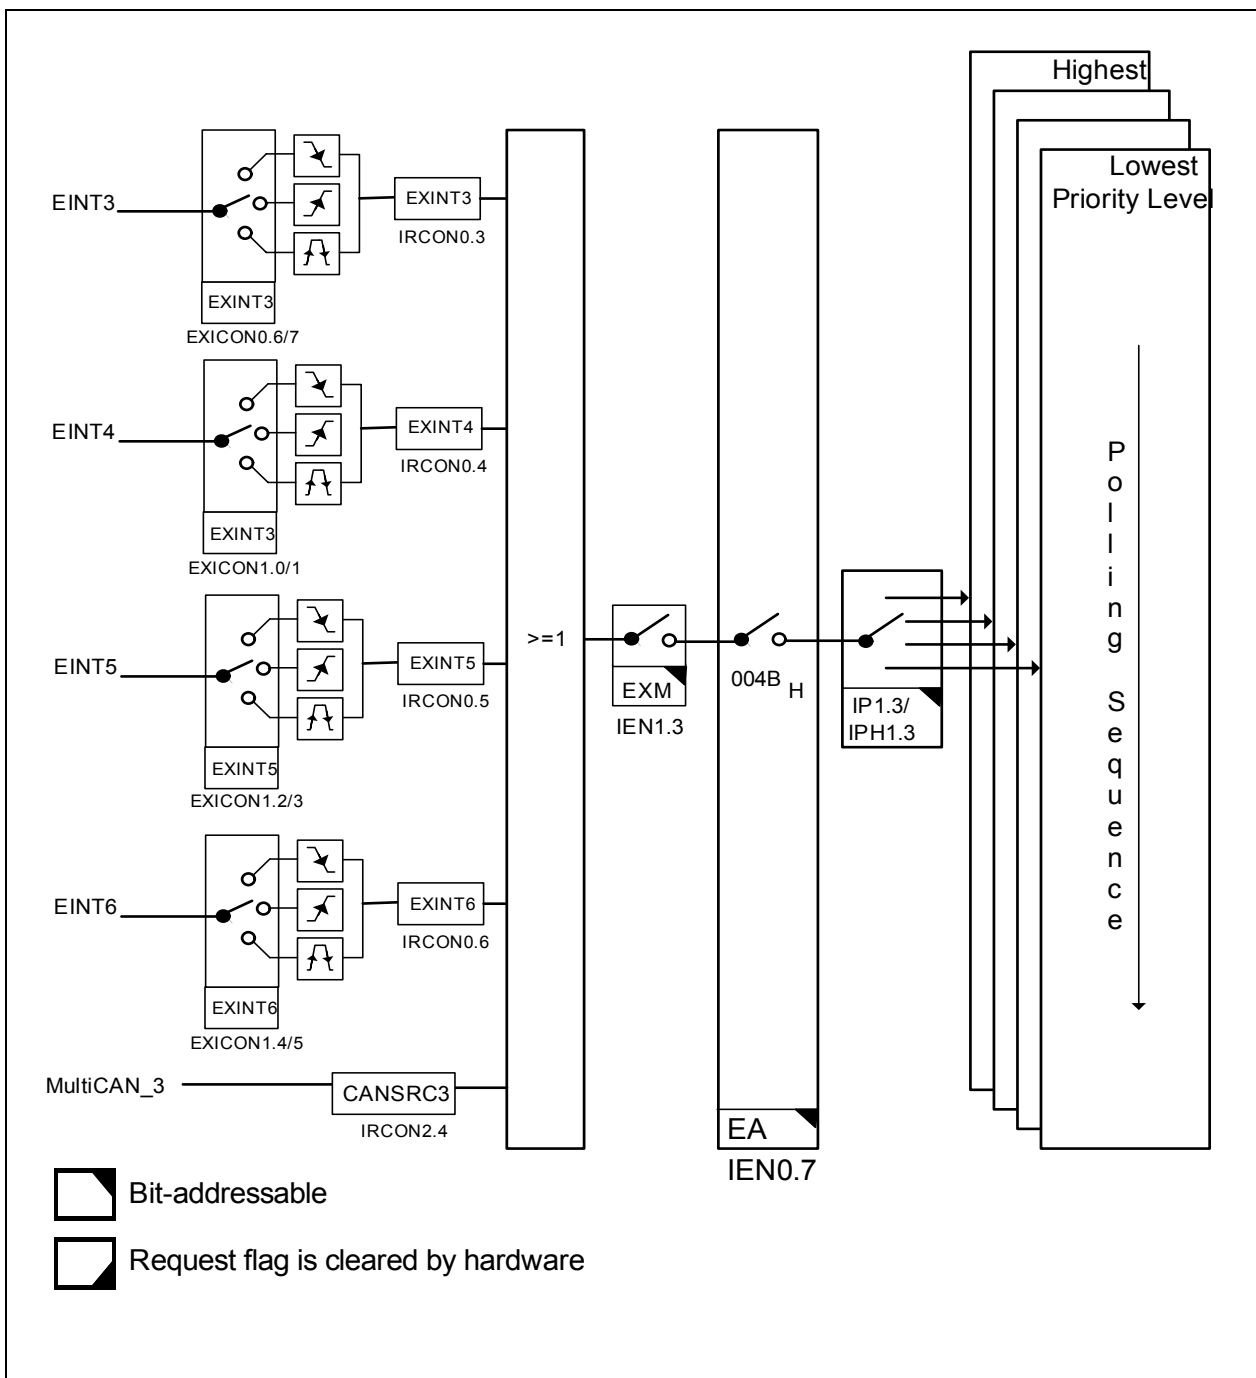 Highest
Lowest
Priority Level
EINT3
EXINT3
IRCON0.3
EXINT3
EXICON0.6/7
EINT4
EXINT4
IRCON0.4
EXINT3
EXICON1.0/1
EINT5
EXINT5
IRCON0.5
EXINT5
EXICON1.2/3
EINT6
EXINT6
IRCON0.6
EXINT6
EXICON1.4/5
MultiCAN_3
CANSRC3
IRCON2.4
>=1
EXM
IEN1.3
004B H
EA
IEN0.7
IP1.3/
IPH1.3
Polling Sequence
Bit-addressable
Request flag is cleared by hardware